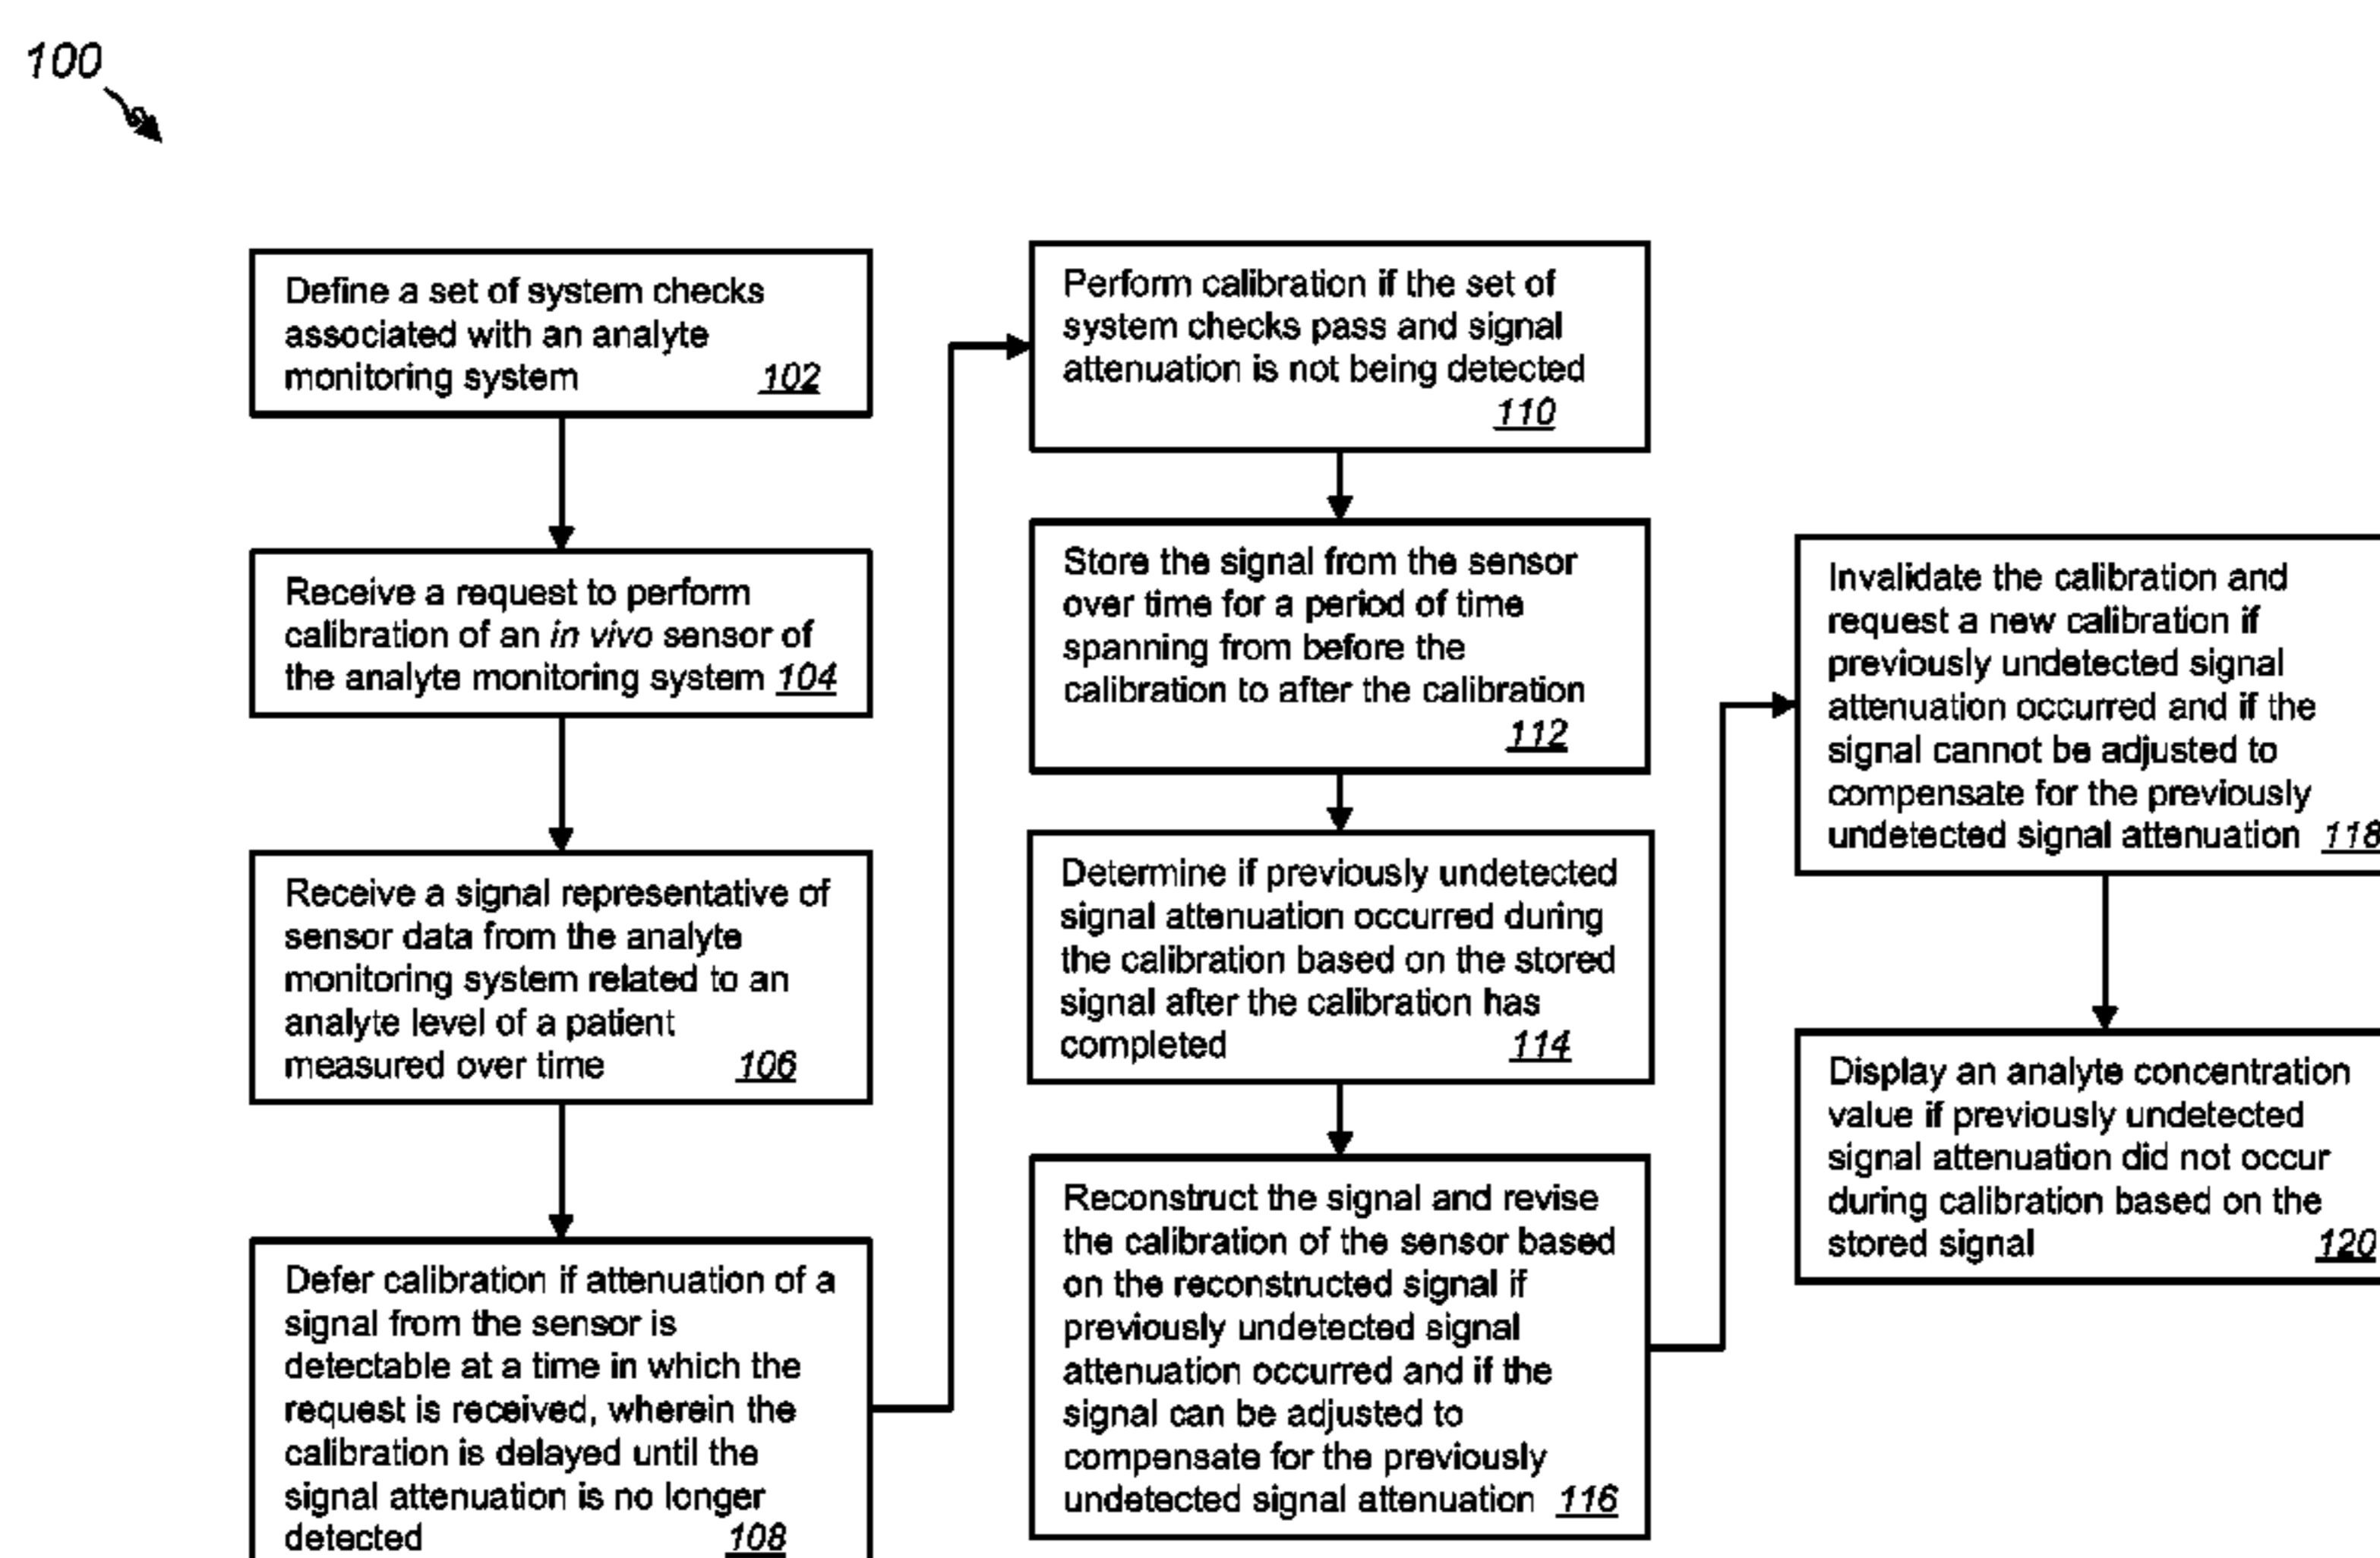 100
Define a set of system checks
associated with an analyte
monitoring system 102
Receive a request to perform
calibration of an in vivo sensor of
the analyte monitoring system 104
Receive a signal representative of
sensor data from the analyte
monitoring system related to an
analyte level of a patient
measured over time 106
Defer calibration if attenuation of a
signal from the sensor is
detectable at a time in which the
request is received, wherein the
calibration is delayed until the
signal attenuation is no longer
detected 108
Perform calibration if the set of
system checks pass and signal
attenuation is not being detected
110
Store the signal from the sensor
over time for a period of time
spanning from before the
calibration to after the calibration
112
Determine if previously undetected
signal attenuation occurred during
the calibration based on the stored
signal after the calibration has
completed 114
Reconstruct the signal and revise
the calibration of the sensor based
on the reconstructed signal if
previously undetected signal
attenuation occurred and if the
signal can be adjusted to
compensate for the previously
undetected signal attenuation 116
Invalidate the calibration and
request a new calibration if
previously undetected signal
attenuation occurred and if the
signal cannot be adjusted to
compensate for the previously
undetected signal attenuation 118
Display an analyte concentration
value if previously undetected
signal attenuation did not occur
during calibration based on the
stored signal 120